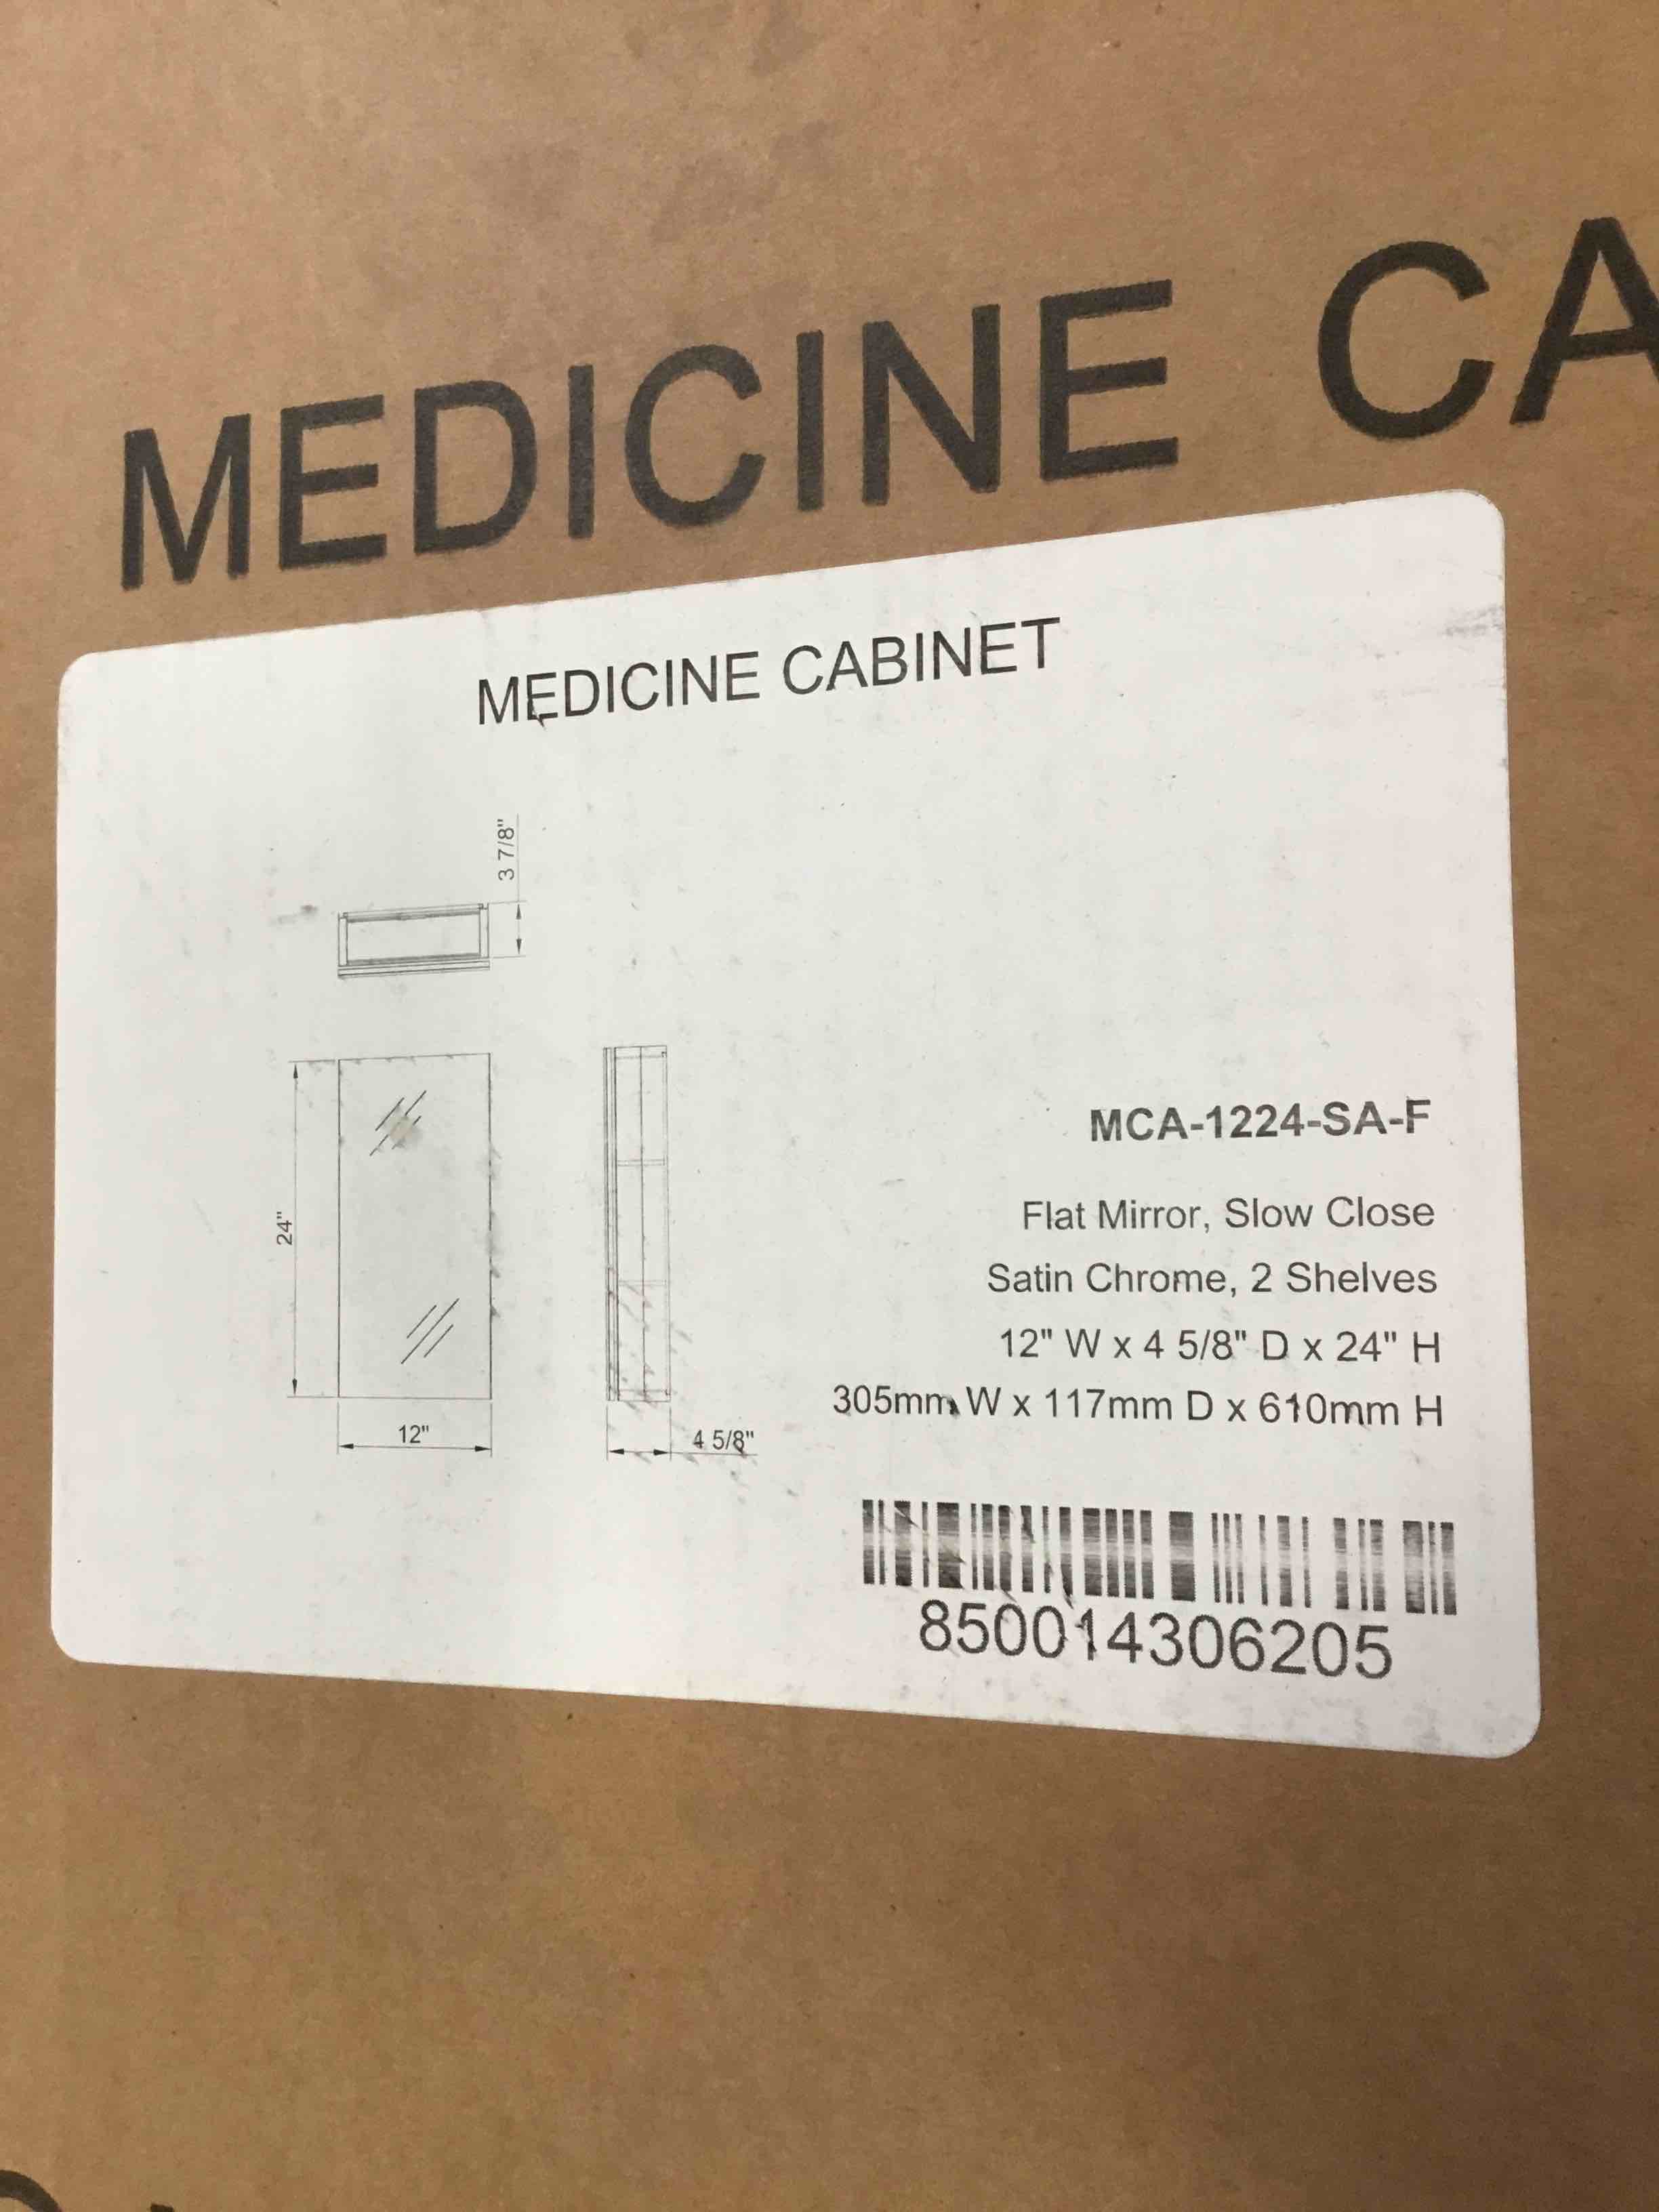 MEDICINE CA
MEDICINE CABINET
3 7/8"
24"
12"
4 5/8"
MCA-1224-SA-F
Flat Mirror, Slow Close
Satin Chrome, 2 Shelves
12" W x 4 5/8" D x 24" H
305mm W x 117mm D x 610mm H
850014306205